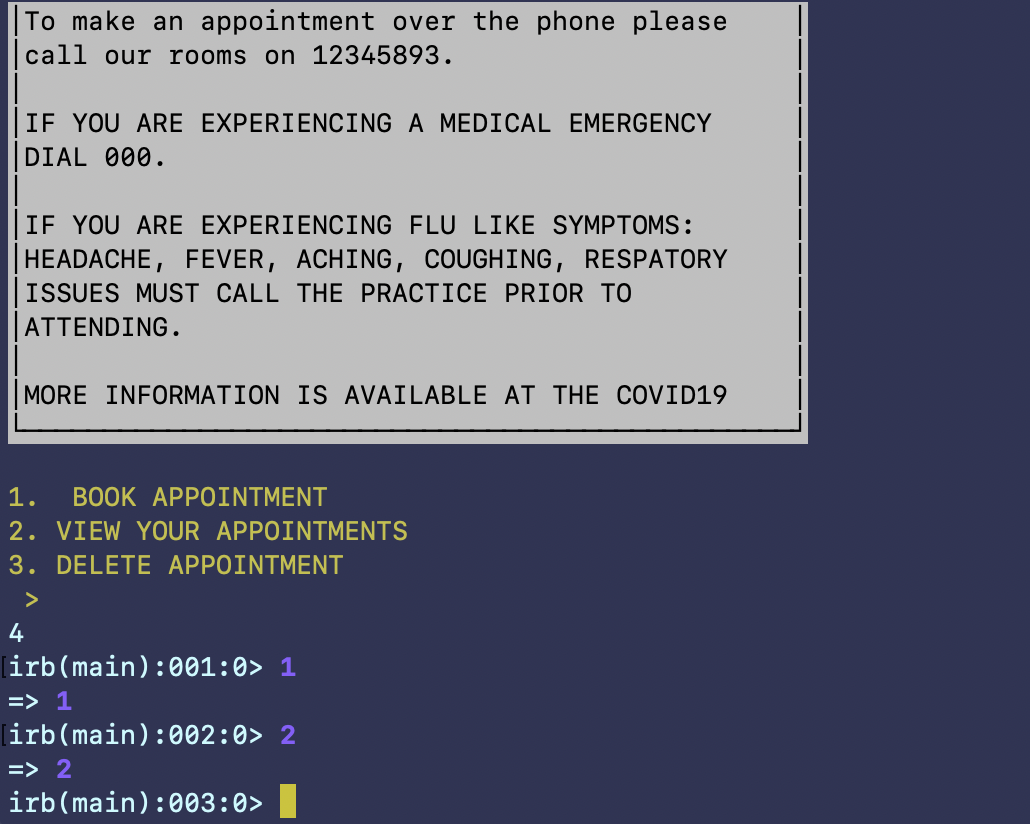 To make an appointment over the phone please
call our rooms on 12345893.
IF YOU ARE EXPERIENCING A MEDICAL EMERGENCY
DIAL 000.
IF YOU ARE EXPERIENCING FLU LIKE SYMPTOMS:
HEADACHE, FEVER, ACHING, COUGHING, RESPATORY
ISSUES MUST CALL THE PRACTICE PRIOR TO
ATTENDING.
MORE INFORMATION IS AVAILABLE AT THE COVID19
1.  BOOK APPOINTMENT
2. VIEW YOUR APPOINTMENTS
3. DELETE APPOINTMENT
>
4
irb(main):001:0> 1
=> 1
irb(main):002:0> 2
=> 2
irb(main):003:0>